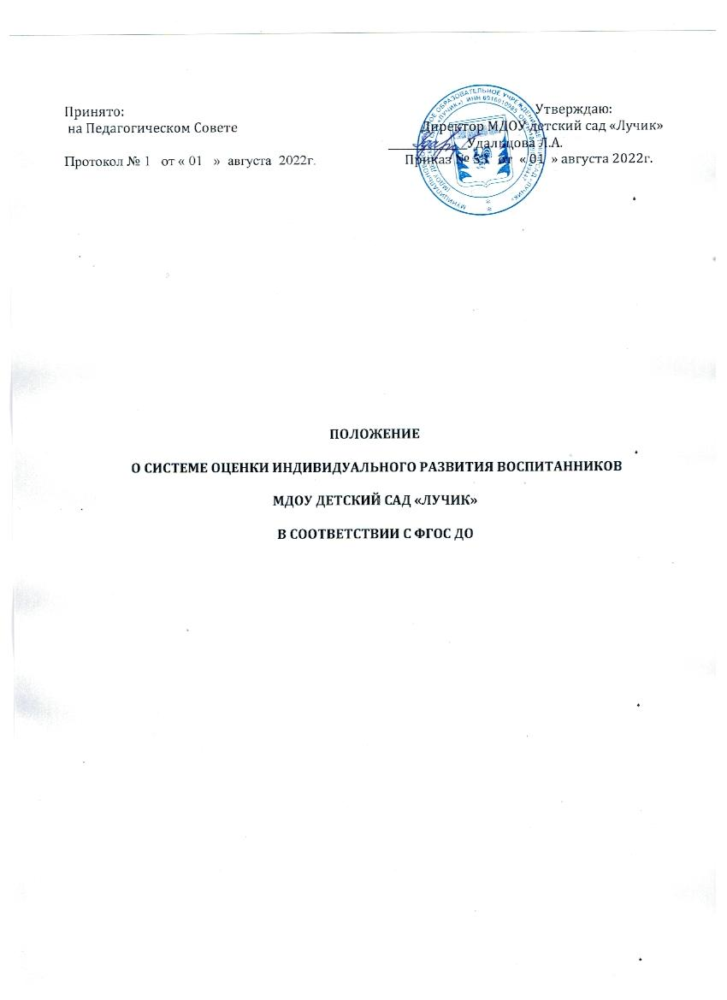 Принято:
на Педагогическом Совете
Протокол № 1 от « 01 » августа 2022г.
Утверждаю:
Директор МДОУ детский сад «Лучик»
Удальцова Л.А.
Приказ № от « 01 » августа 2022г.
ПОЛОЖЕНИЕ
О СИСТЕМЕ ОЦЕНКИ ИНДИВИДУАЛЬНОГО РАЗВИТИЯ ВОСПИТАННИКОВ
МДОУ ДЕТСКИЙ САД «ЛУЧИК»
В СООТВЕТСТВИИ С ФГОС ДО